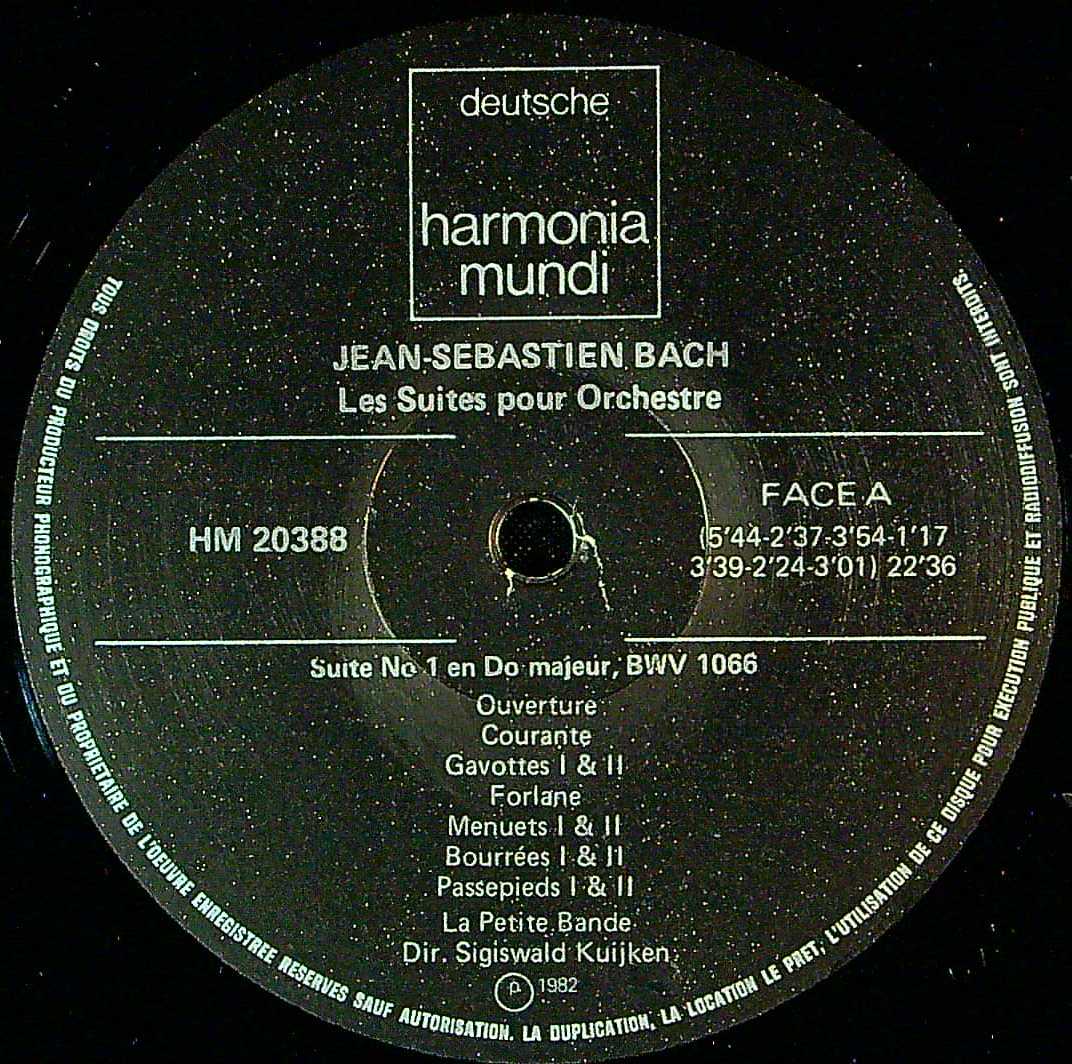 deutsche
harmonia
mundi
JEAN-SEBASTIEN BACH
Les Suites pour Orchestre
HM 20388
FACE A
(5'44-2'37-3'54-1'17
3'39-2'24-3'01) 22'36
Suite No 1 en Do majeur, BWV 1066
Ouverture
Courante
Gavottes I & II
Forlane
Menuets I & II
Bourrées I & II
Passepieds I & II
La Petite Bande
Dir. Sigiswald Kuijken
℗ 1982
TOUS DROITS DU PRODUCTEUR PHONOGRAPHIQUE ET DU PROPRIETAIRE DE L'OEUVRE ENREGISTREE RESERVES SAUF AUTORISATION. LA DUPLICATION, LA LOCATION LE PRET, L'UTILISATION DE CE DISQUE POUR EXECUTION PUBLIQUE ET RADIODIFFUSION SONT INTERDITS.